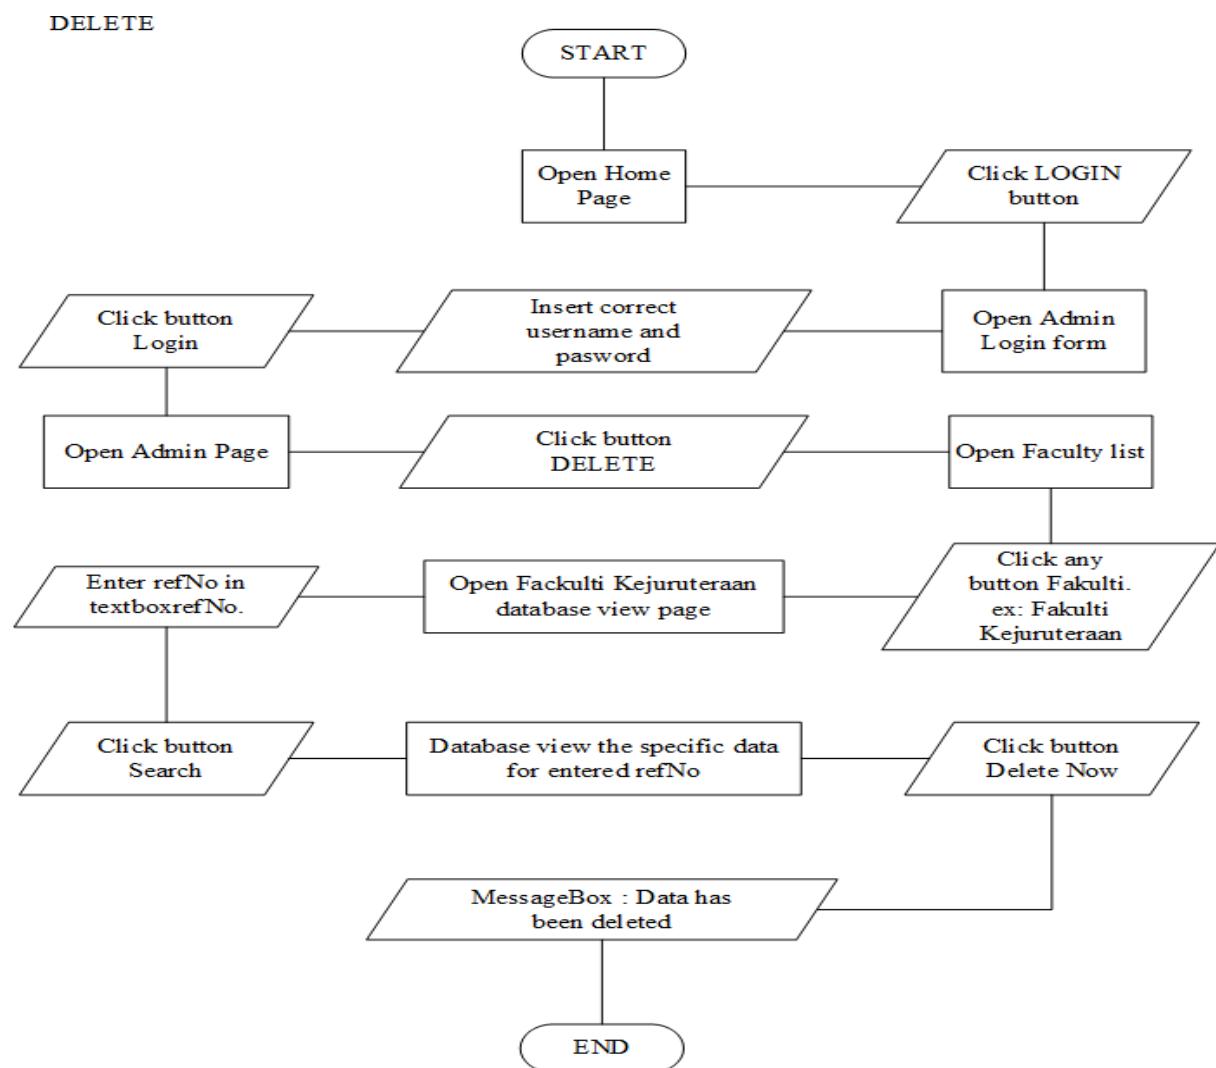 DELETE
START
Open Home
Page
Click LOGIN
button
Open Admin
Login form
Insert correct
username and
pasword
Click button
Login
Open Admin Page
Click button
DELETE
Open Faculty list
Click any
button Fakulti.
ex: Fakulti
Kejuruteraan
Open Fackulti Kejuruteraan
database view page
Enter refNo in
textboxrefNo.
Click button
Search
Database view the specific data
for entered refNo
Click button
Delete Now
MessageBox : Data has
been deleted
END